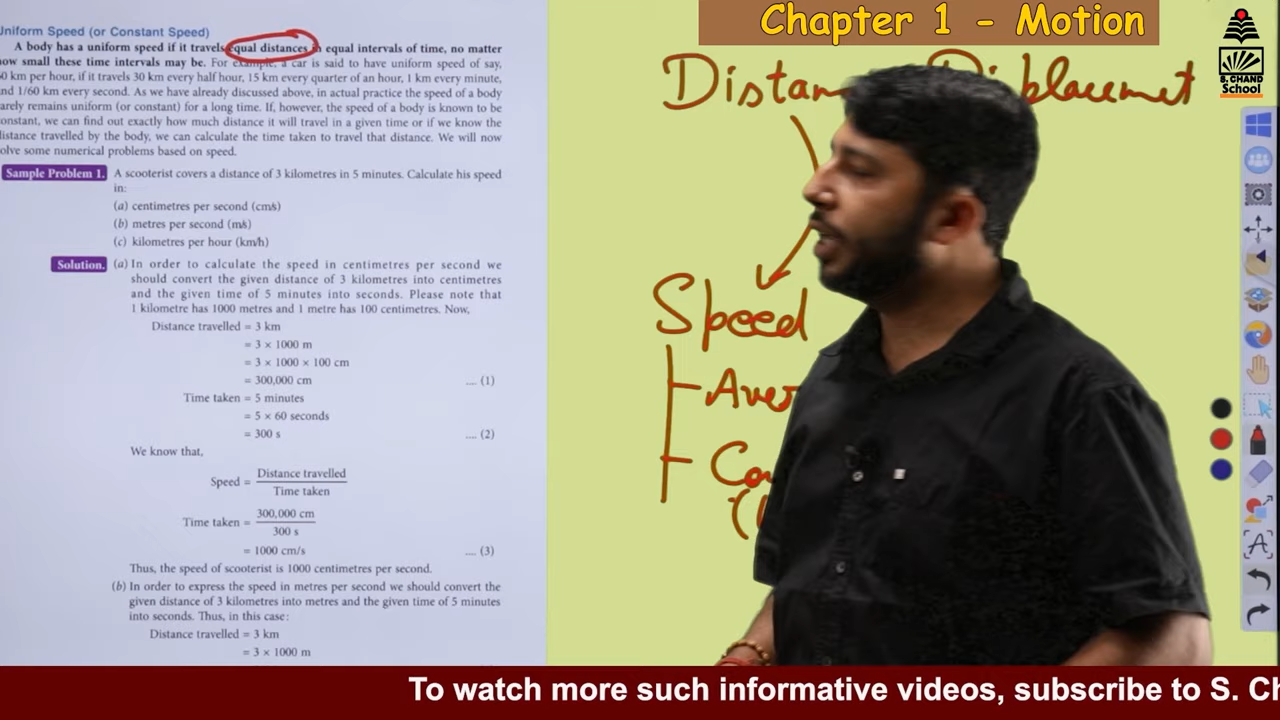 Chapter 1 - Motion
S. CHAND
School
Uniform Speed (or Constant Speed)
A body has a uniform speed if it travels equal distances in equal intervals of time, no matter
how small these time intervals may be. For example, a car is said to have uniform speed of say,
60 km per hour, if it travels 30 km every half hour, 15 km every quarter of an hour, 1 km every minute,
and 1/60 km every second. As we have already discussed above, in actual practice the speed of a body
rarely remains uniform (or constant) for a long time. If, however, the speed of a body is known to be
constant, we can find out exactly how much distance it will travel in a given time or if we know the
distance travelled by the body, we can calculate the time taken to travel that distance. We will now
solve some numerical problems based on speed.
Sample Problem 1. A scooterist covers a distance of 3 kilometres in 5 minutes. Calculate his speed
in:
(a) centimetres per second (cm/s)
(b) metres per second (m/s)
(c) kilometres per hour (km/h)
Solution. (a) In order to calculate the speed in centimetres per second we
should convert the given distance of 3 kilometres into centimetres
and the given time of 5 minutes into seconds. Please note that
1 kilometre has 1000 metres and 1 metre has 100 centimetres. Now,
Distance travelled = 3 km
= 3 × 1000 m
= 3 × 1000 × 100 cm
= 300,000 cm .... (1)
Time taken = 5 minutes
= 5 × 60 seconds
= 300 s .... (2)
We know that,
Speed = Distance travelled
Time taken
Time taken = 300,000 cm
300 s
= 1000 cm/s .... (3)
Thus, the speed of scooterist is 1000 centimetres per second.
(b) In order to express the speed in metres per second we should convert the
given distance of 3 kilometres into metres and the given time of 5 minutes
into seconds. Thus, in this case:
Distance travelled = 3 km
= 3 × 1000 m
Distan Displacement
Speed
Aver
Co
To watch more such informative videos, subscribe to S. Ch